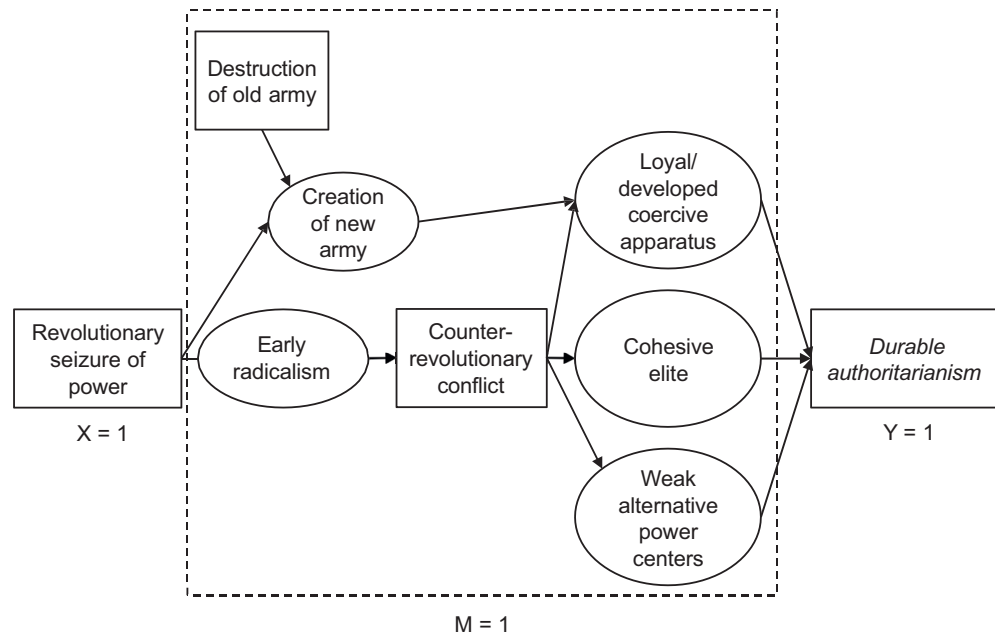 Destruction
of old army
Creation
of new
army
Loyal/
developed
coercive
apparatus
Revolutionary
seizure of
power
Early
radicalism
Counter-
revolutionary
conflict
Cohesive
elite
Durable
authoritarianism
X = 1
Y = 1
Weak
alternative
power
centers
M = 1